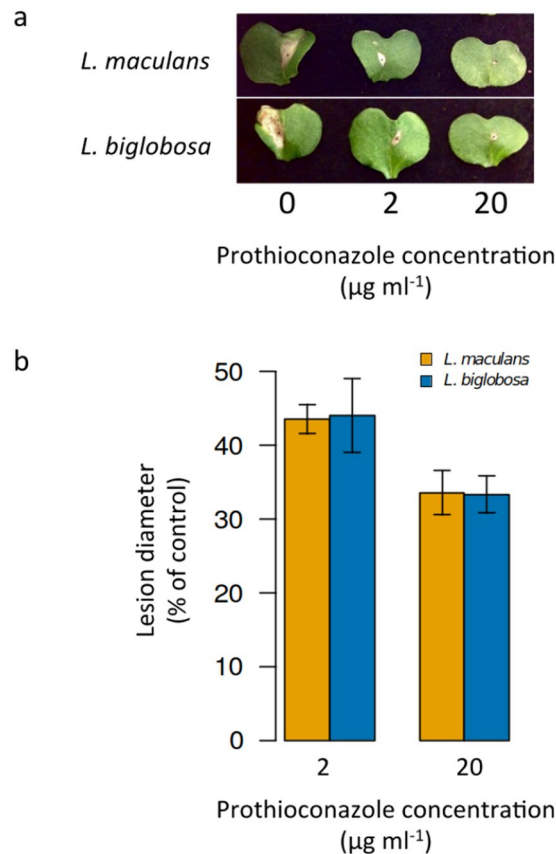 a
L. maculans
L. biglobosa
0 2 20
Prothioconazole concentration
(µg ml⁻¹)
b
50
40
30
20
10
0
Lesion diameter
(% of control)
L. maculans
L. biglobosa
2 20
Prothioconazole concentration
(µg ml⁻¹)